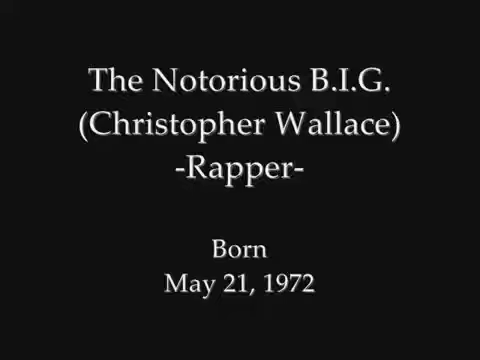 The Notorious B.I.G.
(Christopher Wallace)
-Rapper-
Born
May 21, 1972